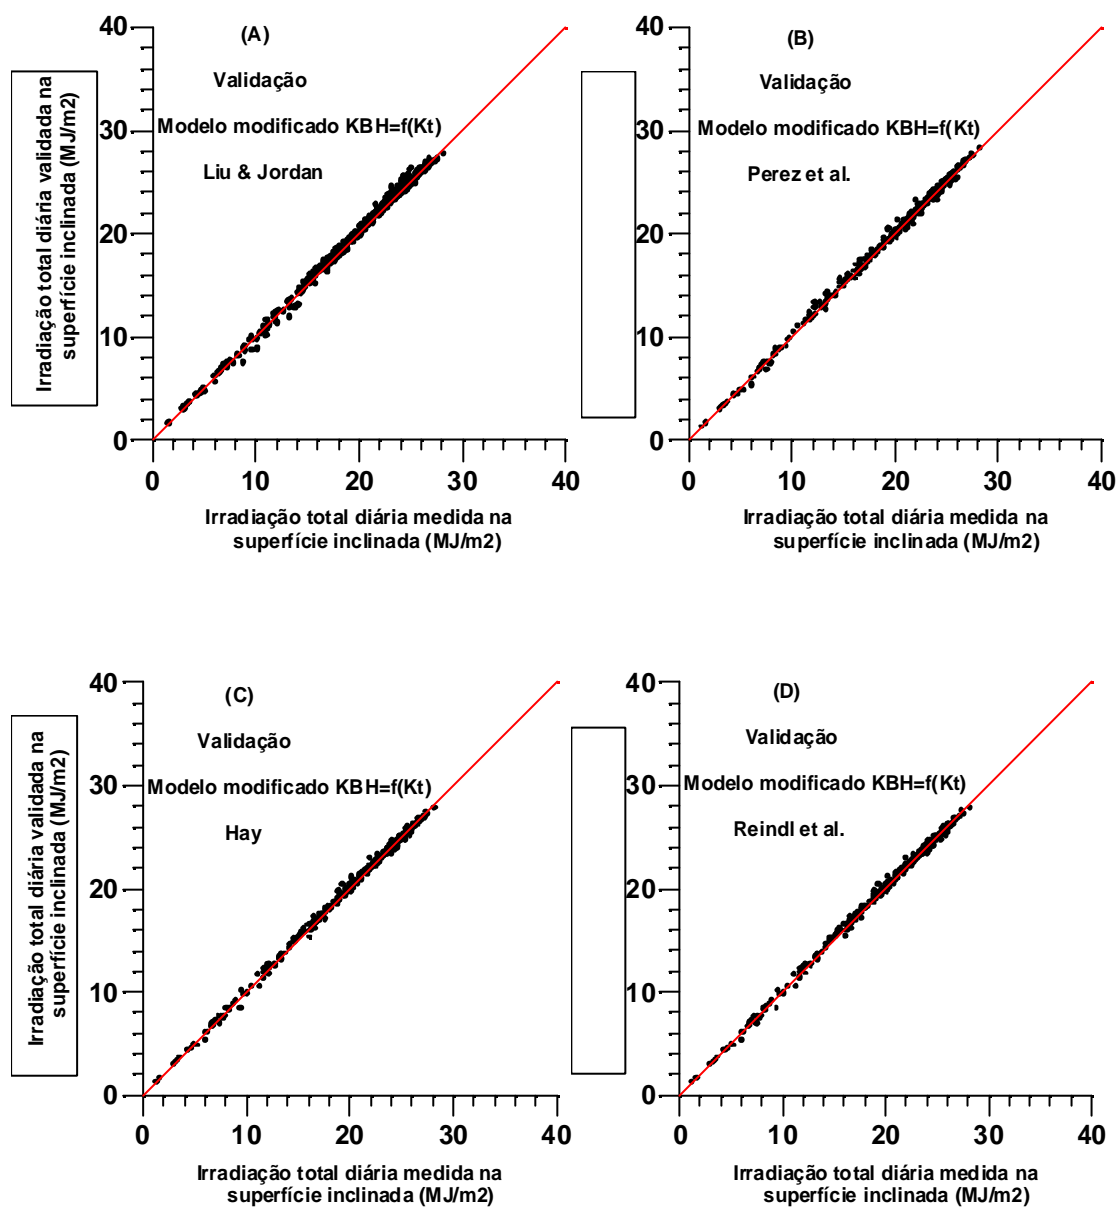 (A)
Validação
Modelo modificado KBH=f(Kt)
Liu & Jordan
Irradiação total diária validada na
superfície inclinada (MJ/m2)
40
30
20
10
0
0 10 20 30 40
Irradiação total diária medida na
superfície inclinada (MJ/m2)
(B)
Validação
Modelo modificado KBH=f(Kt)
Perez et al.
40
30
20
10
0
0 10 20 30 40
Irradiação total diária medida na
superfície inclinada (MJ/m2)
(C)
Validação
Modelo modificado KBH=f(Kt)
Hay
Irradiação total diária validada na
superfície inclinada (MJ/m2)
40
30
20
10
0
0 10 20 30 40
Irradiação total diária medida na
superfície inclinada (MJ/m2)
(D)
Validação
Modelo modificado KBH=f(Kt)
Reindl et al.
40
30
20
10
0
0 10 20 30 40
Irradiação total diária medida na
superfície inclinada (MJ/m2)